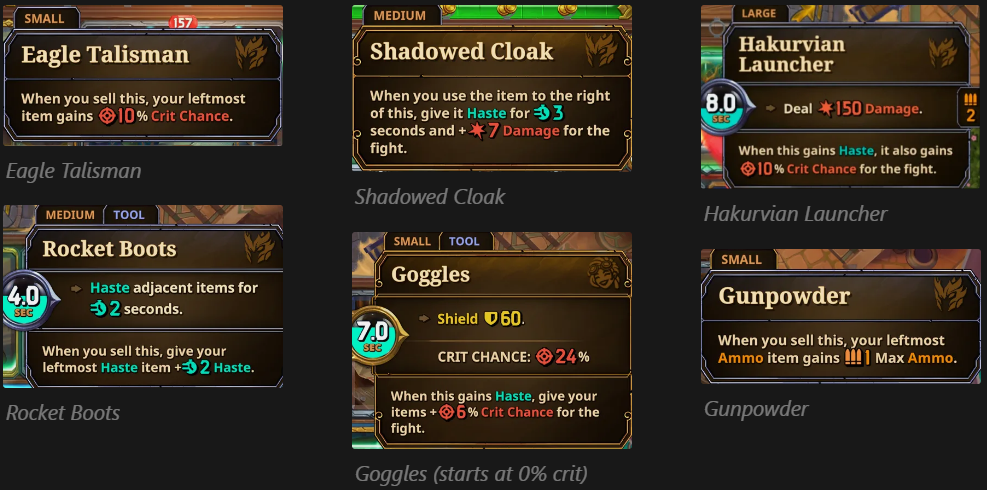 SMALL
157
Eagle Talisman
When you sell this, your leftmost
item gains 10% Crit Chance.
Eagle Talisman
MEDIUM TOOL
Rocket Boots
4.0
SEC
Haste adjacent items for
2 seconds.
When you sell this, give your
leftmost Haste item + 2 Haste.
Rocket Boots
MEDIUM
Shadowed Cloak
When you use the item to the right
of this, give it Haste for 3
seconds and + 7 Damage for the
fight.
Shadowed Cloak
SMALL TOOL
Goggles
7.0
SEC
Shield 60.
CRIT CHANCE: 24%
When this gains Haste, give your
items + 6% Crit Chance for the
fight.
Goggles (starts at 0% crit)
LARGE
Hakurvian
Launcher
8.0
SEC
Deal 150 Damage.
2
When this gains Haste, it also gains
10% Crit Chance for the fight.
Hakurvian Launcher
SMALL
Gunpowder
When you sell this, your leftmost
Ammo item gains 1 Max Ammo.
Gunpowder